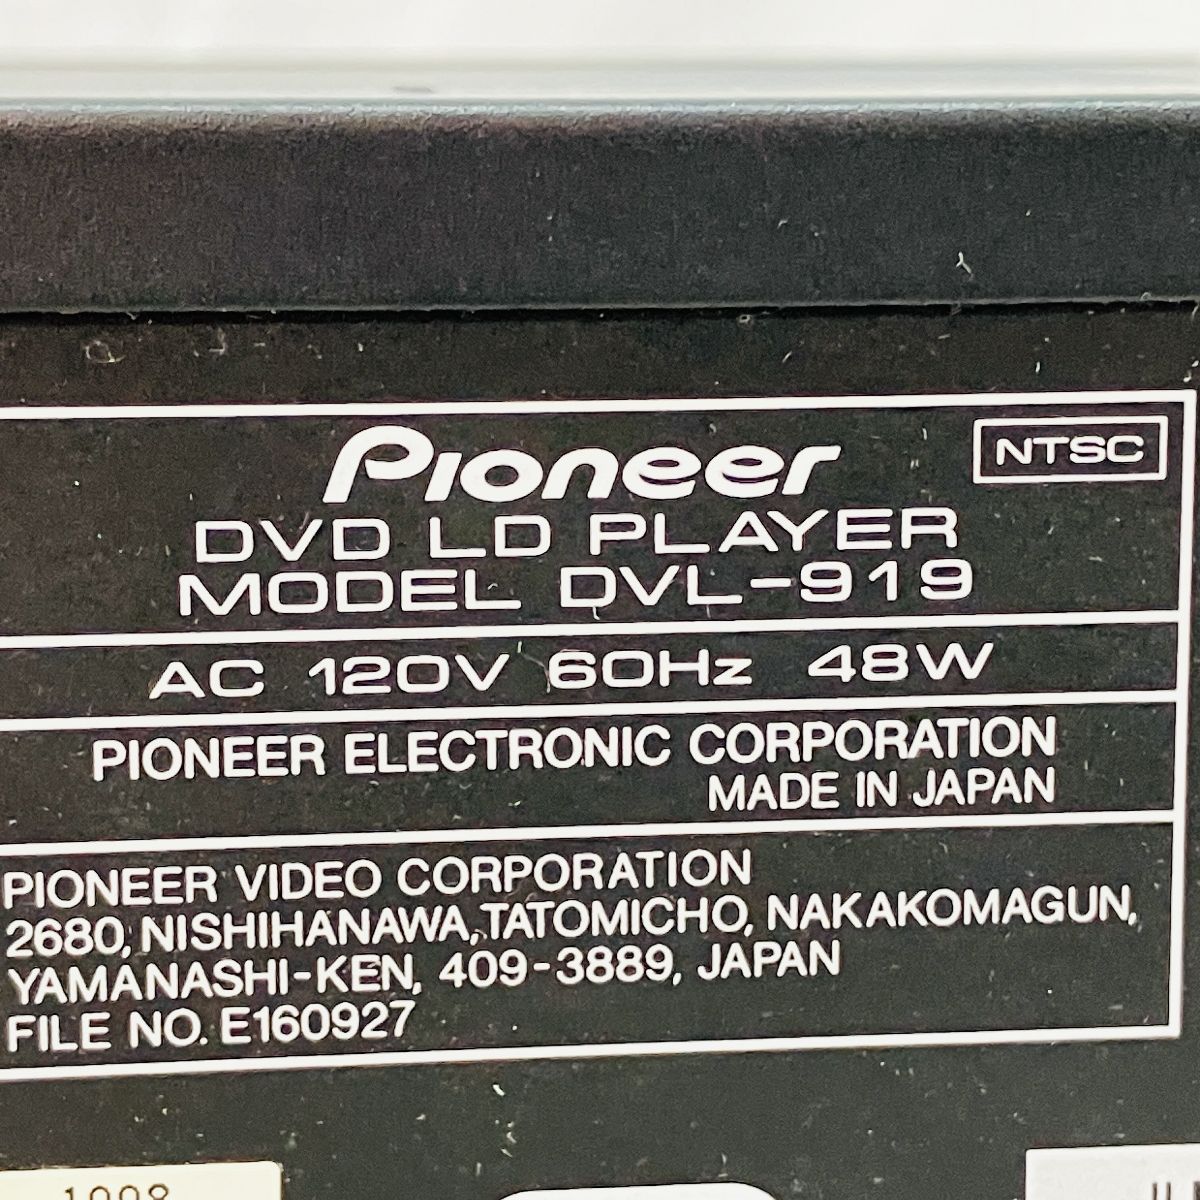 Pioneer
NTSC
DVD LD PLAYER
MODEL DVL-919
AC 120V 60Hz 48W
PIONEER ELECTRONIC CORPORATION
MADE IN JAPAN
PIONEER VIDEO CORPORATION
2680, NISHIHANAWA, TATOMICHO, NAKAKOMAGUN,
YAMANASHI-KEN, 409-3889, JAPAN
FILE NO. E160927